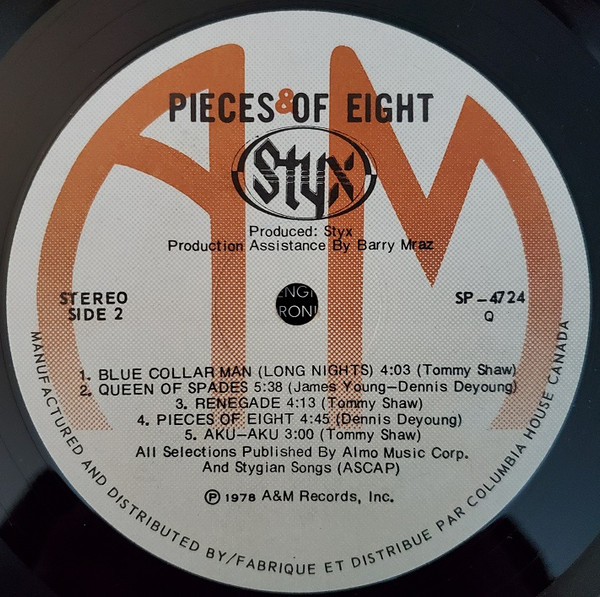 A&M
PIECES OF EIGHT
Styx
Produced: Styx
Production Assistance By Barry Mraz
STEREO
SIDE 2
SP-4724
Q
1. BLUE COLLAR MAN (LONG NIGHTS) 4:03 (Tommy Shaw)
2. QUEEN OF SPADES 5:38 (James Young-Dennis Deyoung)
3. RENEGADE 4:13 (Tommy Shaw)
4. PIECES OF EIGHT 4:45 (Dennis Deyoung)
5. AKU-AKU 3:00 (Tommy Shaw)
All Selections Published By Almo Music Corp.
And Stygian Songs (ASCAP)
Ⓟ 1978 A&M Records, Inc.
MANUFACTURED AND DISTRIBUTED BY/FABRIQUE ET DISTRIBUE PAR COLUMBIA HOUSE CANADA